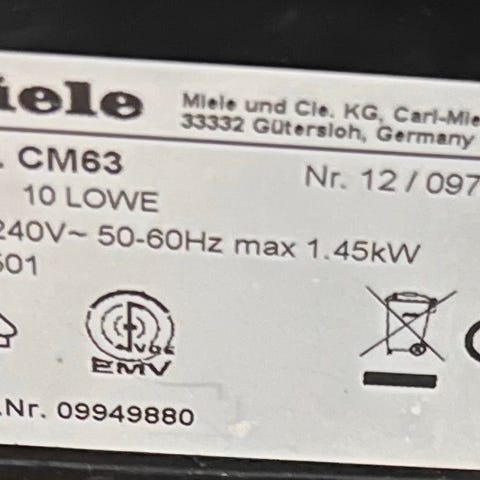 iele
Miele und Cie. KG, Carl-Mie
33332 Gütersloh, Germany
. CM63
Nr. 12 / 097
10 LOWE
240V~ 50-60Hz max 1.45kW
601
VDE
EMV
.Nr. 09949880